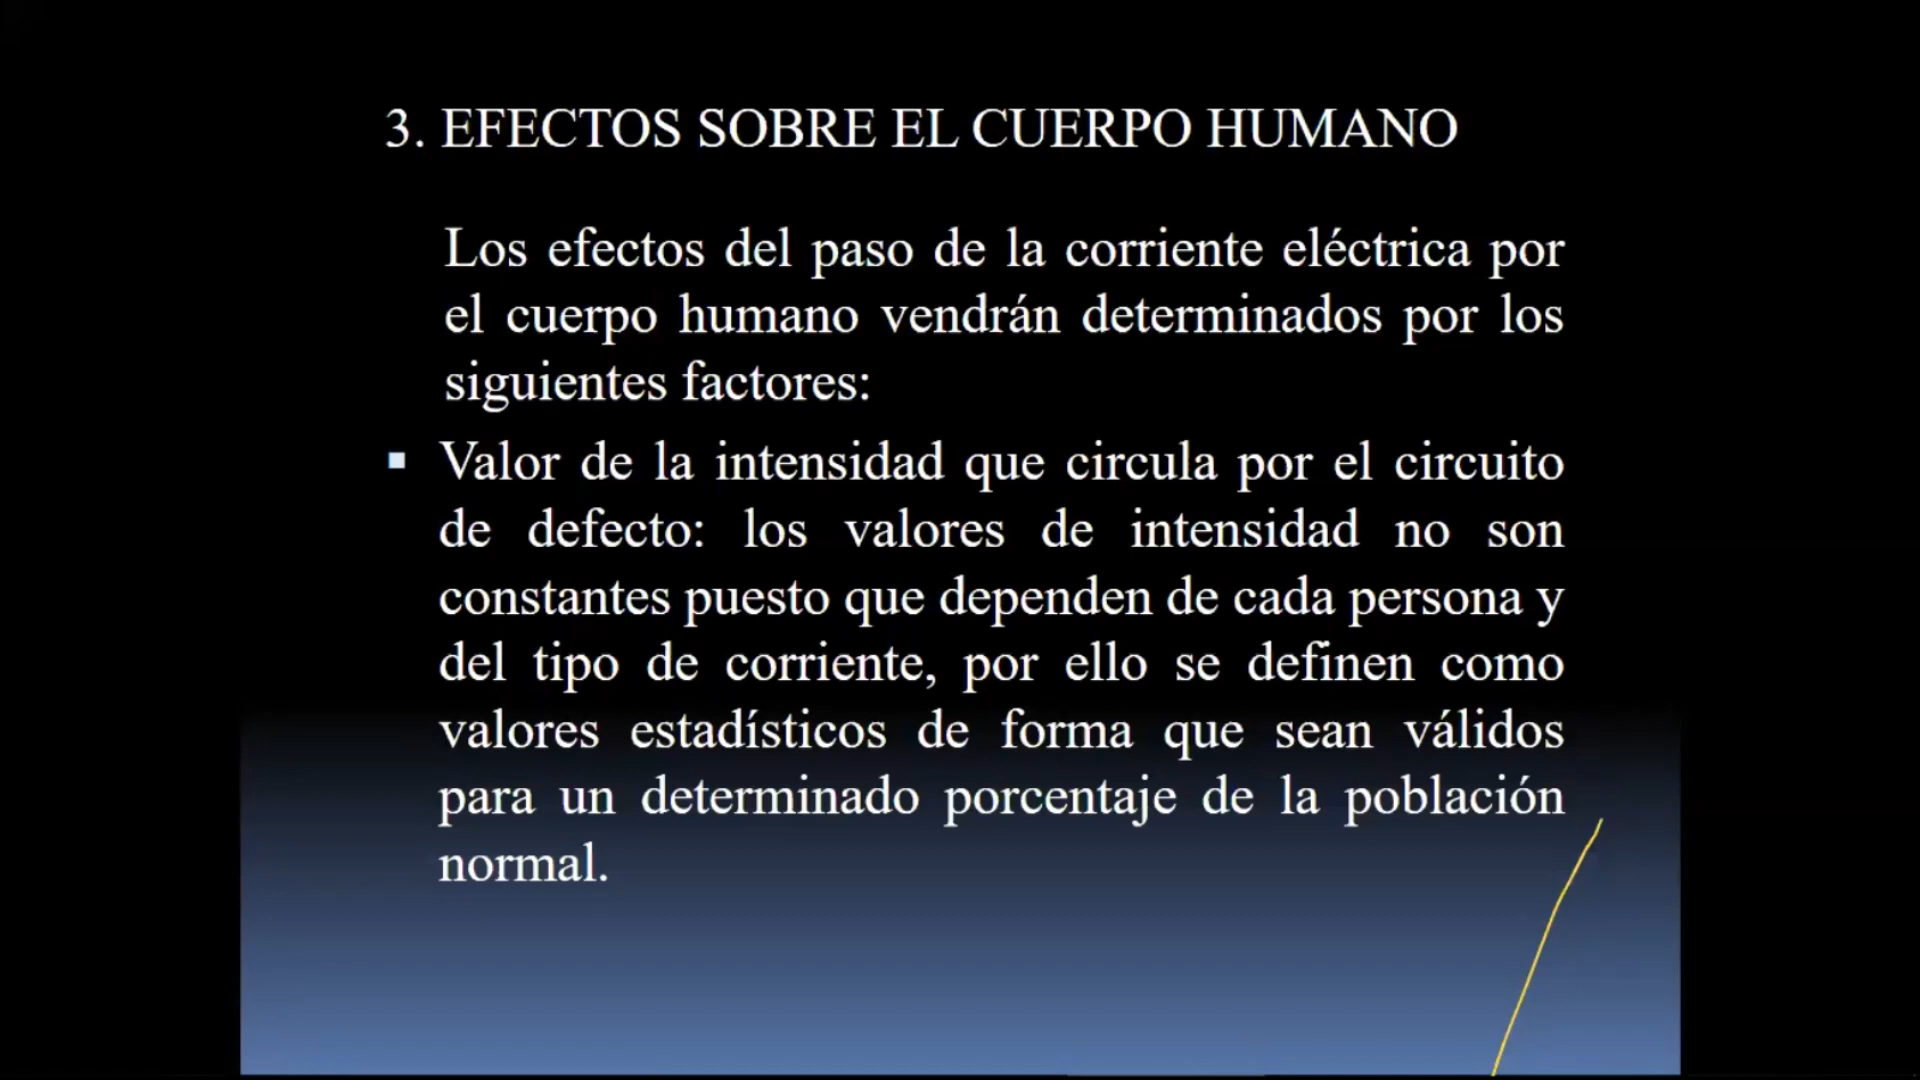 3. EFECTOS SOBRE EL CUERPO HUMANO
Los efectos del paso de la corriente eléctrica por
el cuerpo humano vendrán determinados por los
siguientes factores:
▪ Valor de la intensidad que circula por el circuito
de defecto: los valores de intensidad no son
constantes puesto que dependen de cada persona y
del tipo de corriente, por ello se definen como
valores estadísticos de forma que sean válidos
para un determinado porcentaje de la población
normal.